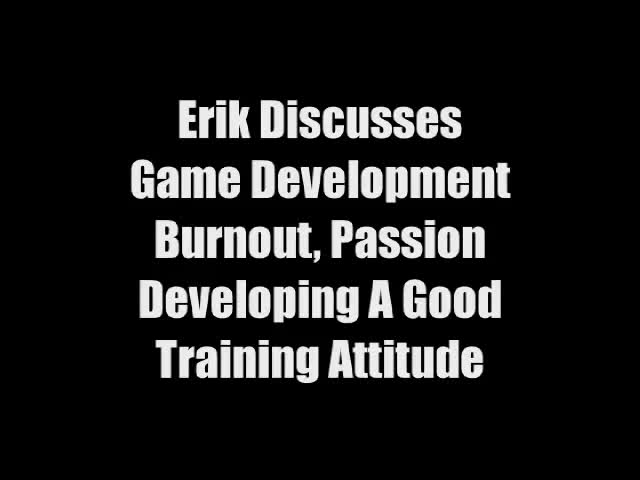 Erik Discusses
Game Development
Burnout, Passion
Developing A Good
Training Attitude